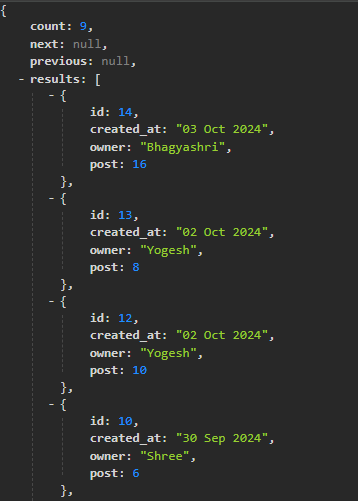 {
count: 9,
next: null,
previous: null,
- results: [
- {
id: 14,
created_at: "03 Oct 2024",
owner: "Bhagyashri",
post: 16
},
- {
id: 13,
created_at: "02 Oct 2024",
owner: "Yogesh",
post: 8
},
- {
id: 12,
created_at: "02 Oct 2024",
owner: "Yogesh",
post: 10
},
- {
id: 10,
created_at: "30 Sep 2024",
owner: "Shree",
post: 6
},